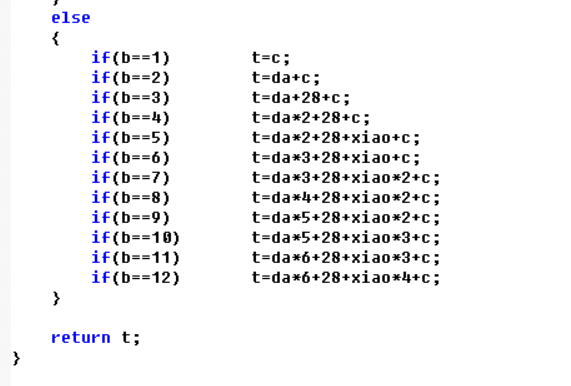 }
else
{
if(b==1) t=c;
if(b==2) t=da+c;
if(b==3) t=da+28+c;
if(b==4) t=da*2+28+c;
if(b==5) t=da*2+28+xiao+c;
if(b==6) t=da*3+28+xiao+c;
if(b==7) t=da*3+28+xiao*2+c;
if(b==8) t=da*4+28+xiao*2+c;
if(b==9) t=da*5+28+xiao*2+c;
if(b==10) t=da*5+28+xiao*3+c;
if(b==11) t=da*6+28+xiao*3+c;
if(b==12) t=da*6+28+xiao*4+c;
}
return t;
}